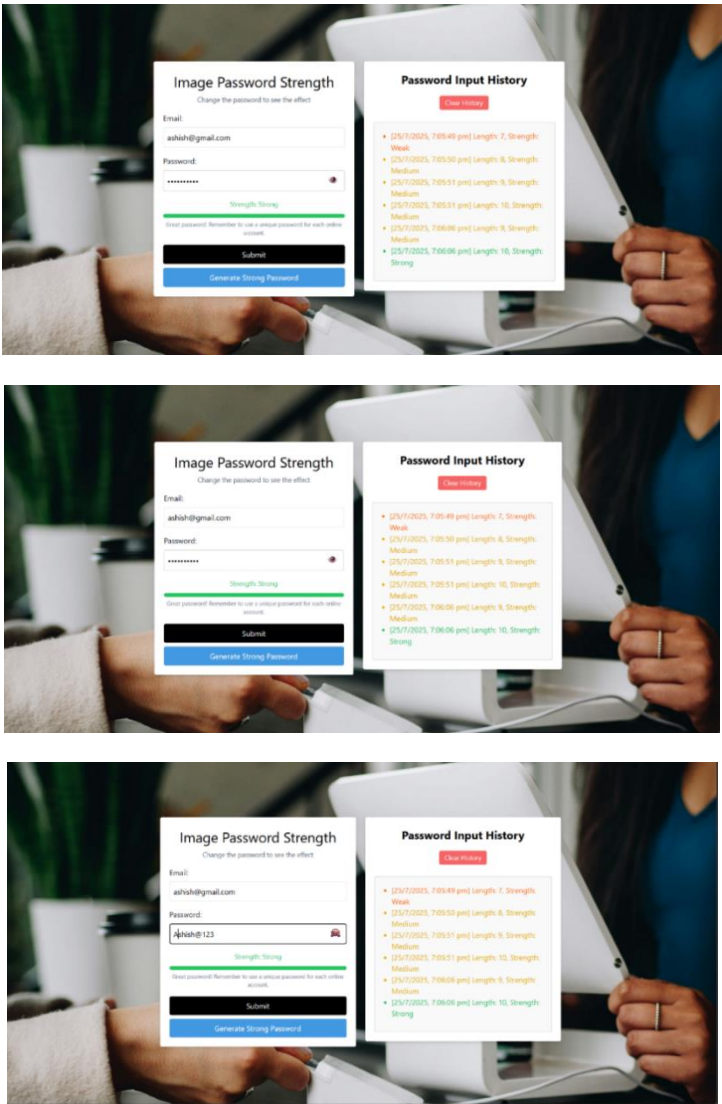 Image Password Strength
Change the password to see the effect
Email:
ashish@gmail.com
Password:
••••••••••
Strength: Strong
Great password! Remember to use a unique password for each online
account.
Submit
Generate Strong Password
Password Input History
Clear History
• [25/7/2025, 7:05:49 pm] Length: 7, Strength:
Weak
• [25/7/2025, 7:05:50 pm] Length: 8, Strength:
Medium
• [25/7/2025, 7:05:51 pm] Length: 9, Strength:
Medium
• [25/7/2025, 7:05:51 pm] Length: 10, Strength:
Medium
• [25/7/2025, 7:06:06 pm] Length: 9, Strength:
Medium
• [25/7/2025, 7:06:06 pm] Length: 10, Strength:
Strong
Image Password Strength
Change the password to see the effect
Email:
ashish@gmail.com
Password:
••••••••••
Strength: Strong
Great password! Remember to use a unique password for each online
account.
Submit
Generate Strong Password
Password Input History
Clear History
• [25/7/2025, 7:05:49 pm] Length: 7, Strength:
Weak
• [25/7/2025, 7:05:50 pm] Length: 8, Strength:
Medium
• [25/7/2025, 7:05:51 pm] Length: 9, Strength:
Medium
• [25/7/2025, 7:05:51 pm] Length: 10, Strength:
Medium
• [25/7/2025, 7:06:06 pm] Length: 9, Strength:
Medium
• [25/7/2025, 7:06:06 pm] Length: 10, Strength:
Strong
Image Password Strength
Change the password to see the effect
Email:
ashish@gmail.com
Password:
Ashish@123
Strength: Strong
Great password! Remember to use a unique password for each online
account.
Submit
Generate Strong Password
Password Input History
Clear History
• [25/7/2025, 7:05:49 pm] Length: 7, Strength:
Weak
• [25/7/2025, 7:05:50 pm] Length: 8, Strength:
Medium
• [25/7/2025, 7:05:51 pm] Length: 9, Strength:
Medium
• [25/7/2025, 7:05:51 pm] Length: 10, Strength:
Medium
• [25/7/2025, 7:06:06 pm] Length: 9, Strength:
Medium
• [25/7/2025, 7:06:06 pm] Length: 10, Strength:
Strong